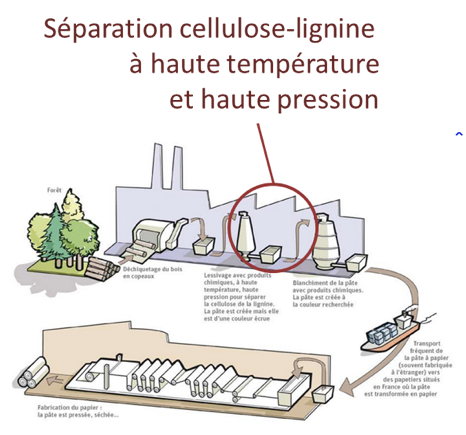 Séparation cellulose-lignine
à haute température
et haute pression
Forêt
Déchiquetage du bois
en copeaux
Lessivage avec produits
chimiques, à haute
température, haute
pression pour séparer
la cellulose de la lignine.
La pâte est créée mais elle
est d'une couleur écrue
Blanchiment de la pâte
avec produits chimiques.
La pâte est créée à
la couleur recherchée
Transport
fréquent de
la pâte à papier
(souvent fabriquée
à l'étranger) vers
des papetiers situés
en France où la pâte
est transformée en papier
Fabrication du papier :
la pâte est pressée, séchée...